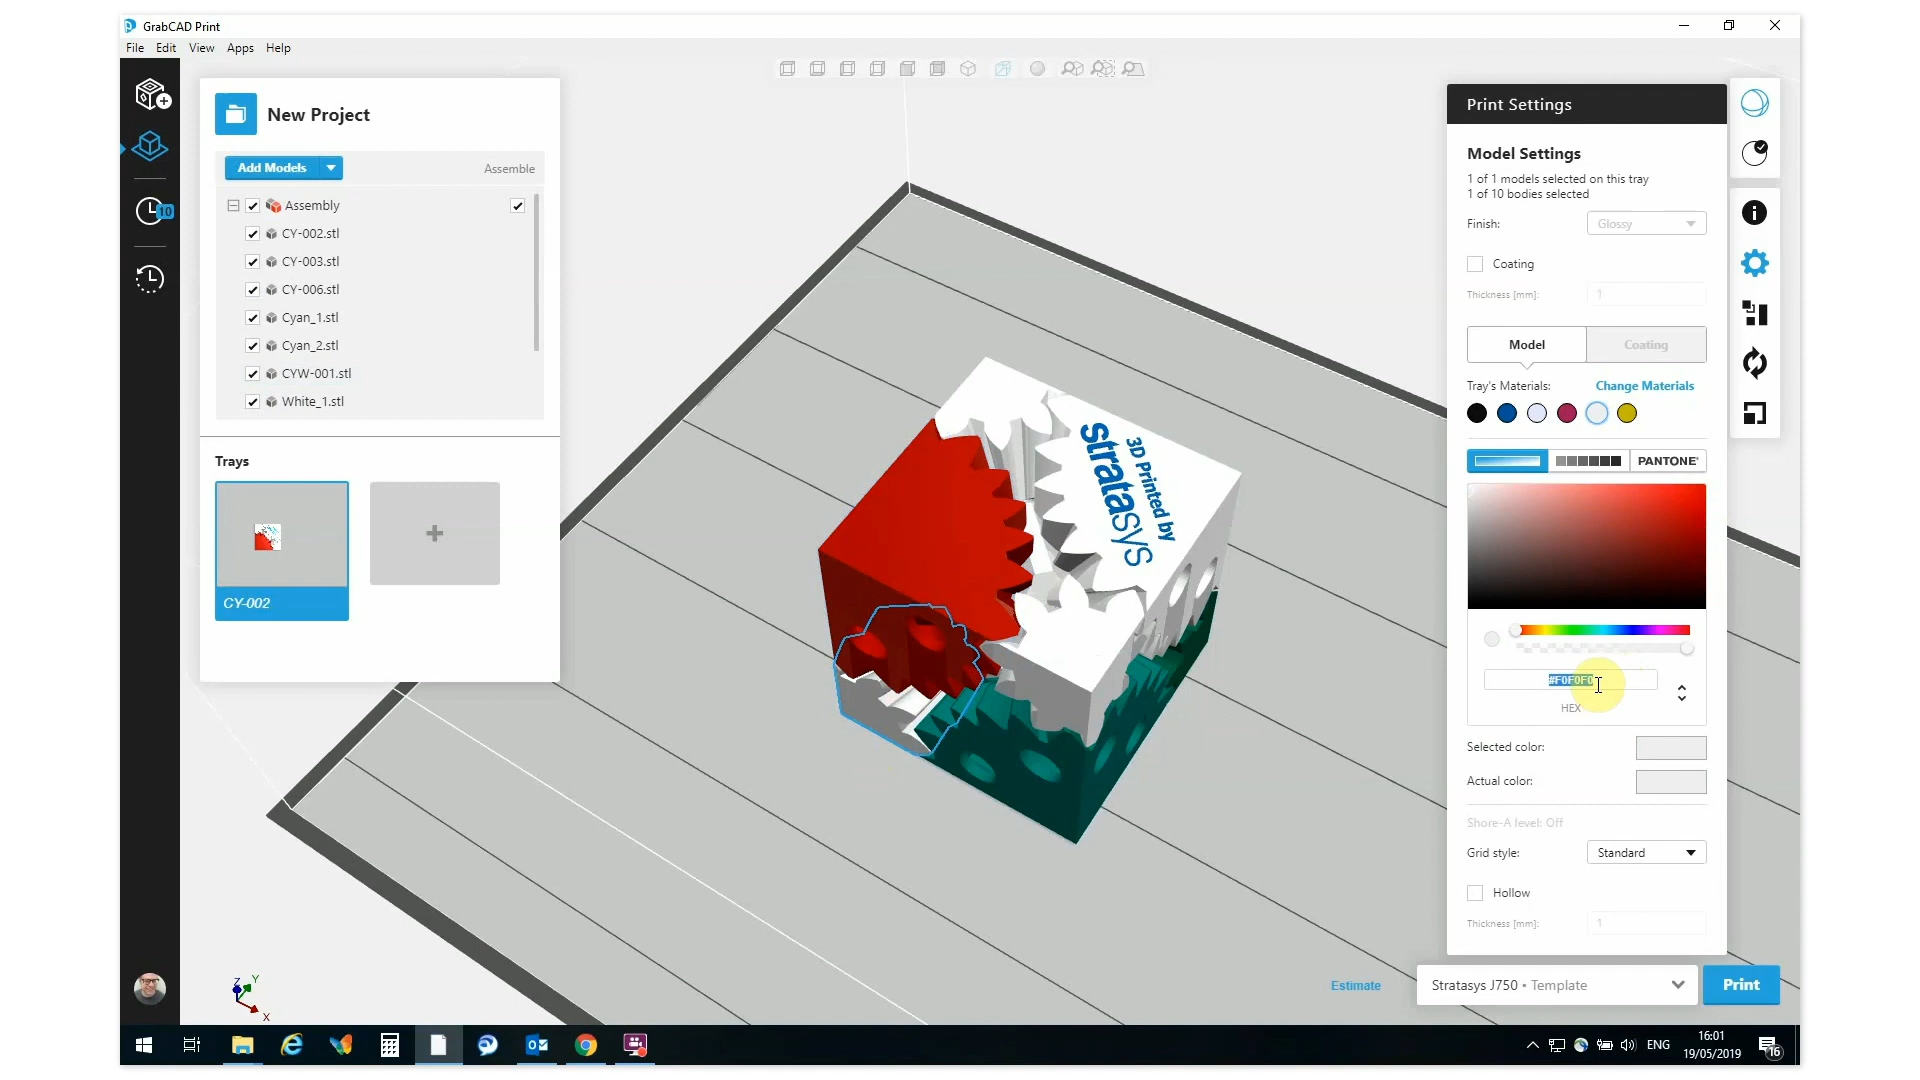 GrabCAD Print
File Edit View Apps Help
New Project
Add Models
Assemble
Assembly
CY-002.stl
CY-003.stl
CY-006.stl
Cyan_1.stl
Cyan_2.stl
CYW-001.stl
White_1.stl
10
Trays
CY-002
3D Printed by
stratasys
Z Y
X
Print Settings
Model Settings
1 of 1 models selected on this tray
1 of 10 bodies selected
Finish: Glossy
Coating
Thickness [mm]: 1
Model Coating
Tray's Materials: Change Materials
PANTONE®
#F0F0F0
HEX
Selected color:
Actual color:
Shore-A level: Off
Grid style: Standard
Hollow
Thickness [mm]: 1
Estimate
Stratasys J750 • Template
Print
ENG
16:01
19/05/2019
16